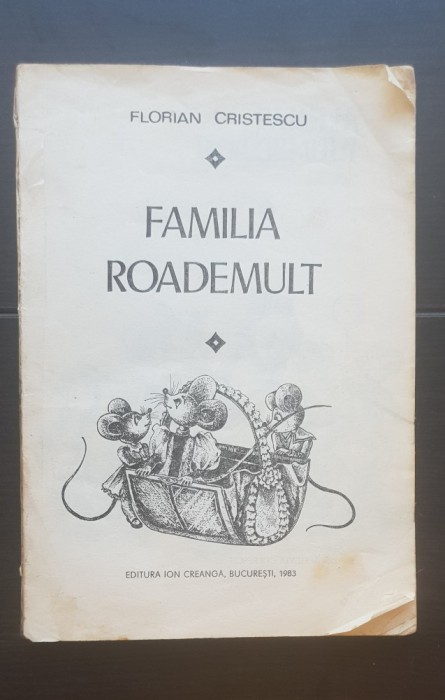 FLORIAN CRISTESCU
FAMILIA
ROADEMULT
EDITURA ION CREANGĂ, BUCUREȘTI, 1983